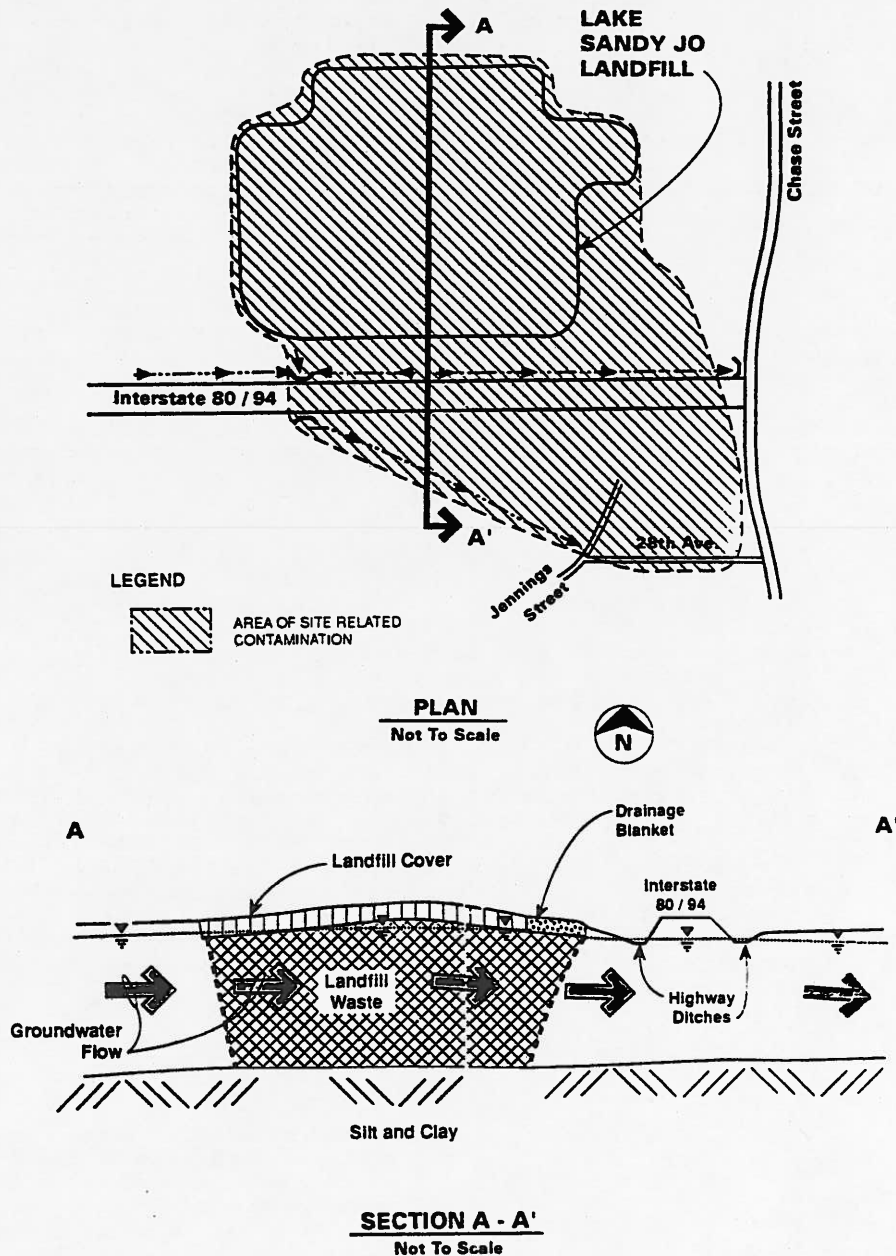 A
LAKE
SANDY JO
LANDFILL
Chase Street
Interstate 80 / 94
A'
28th Ave.
Jennings
Street
LEGEND
AREA OF SITE RELATED
CONTAMINATION
PLAN
Not To Scale
N
A
A'
Drainage
Blanket
Landfill Cover
Interstate
80 / 94
Landfill
Waste
Groundwater
Flow
Highway
Ditches
Silt and Clay
SECTION A - A'
Not To Scale